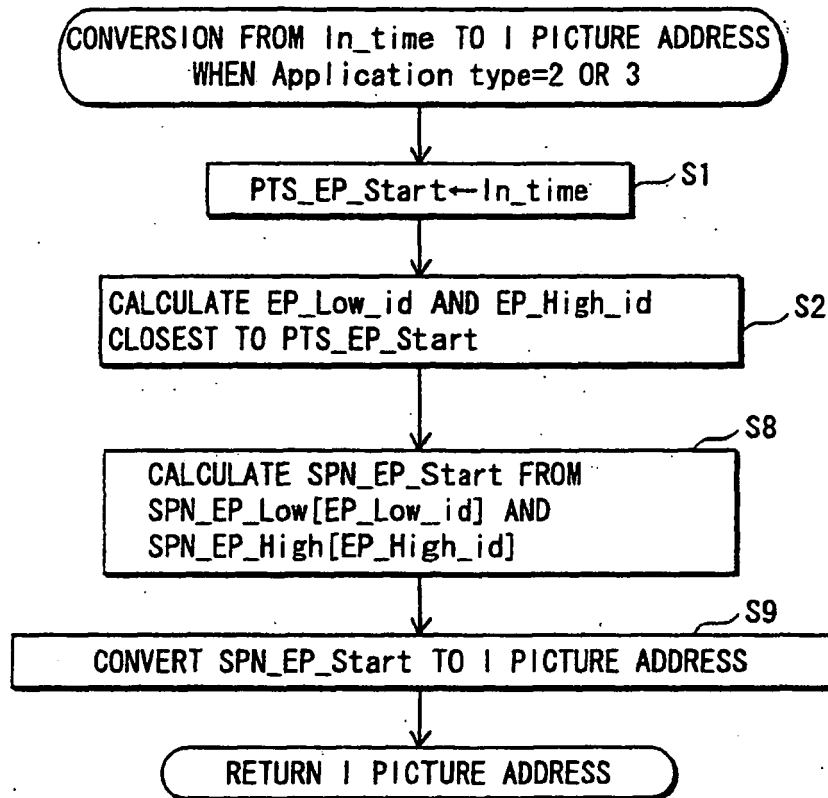 CONVERSION FROM In_time TO I PICTURE ADDRESS
WHEN Application type=2 OR 3
PTS_EP_Start←In_time
S1
CALCULATE EP_Low_id AND EP_High_id
CLOSEST TO PTS_EP_Start
S2
S8
CALCULATE SPN_EP_Start FROM
SPN_EP_Low[EP_Low_id] AND
SPN_EP_High[EP_High_id]
S9
CONVERT SPN_EP_Start TO I PICTURE ADDRESS
RETURN I PICTURE ADDRESS